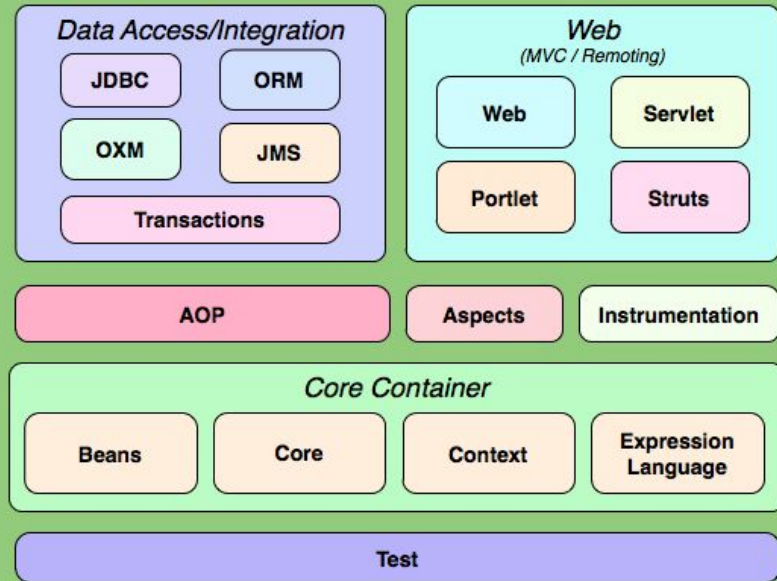 Data Access/Integration
JDBC
ORM
OXM
JMS
Transactions
Web
(MVC / Remoting)
Web
Servlet
Portlet
Struts
AOP
Aspects
Instrumentation
Core Container
Beans
Core
Context
Expression
Language
Test